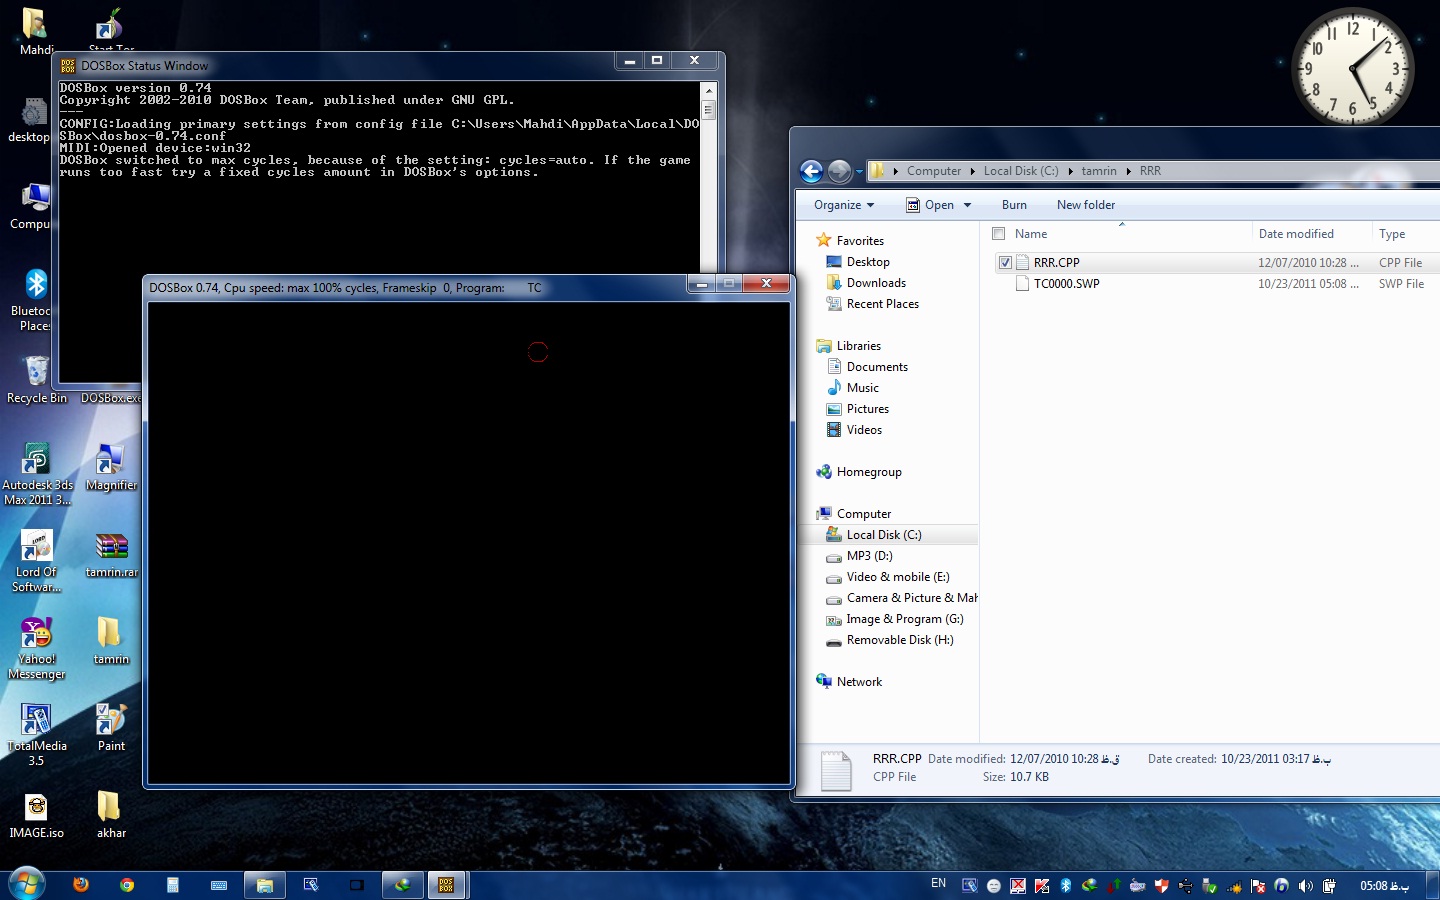 Mahdi
Start Tor
desktop
Compu
Bluetoo
Places
Recycle Bin
DOSBox.exe
Autodesk 3ds
Max 2011 3...
Magnifier
Lord Of
Softwar...
tamrin.rar
Yahoo!
Messenger
tamrin
TotalMedia
3.5
Paint
IMAGE.iso
akhar
DOSBox Status Window
DOSBox version 0.74
Copyright 2002-2010 DOSBox Team, published under GNU GPL.
---
CONFIG:Loading primary settings from config file C:\Users\Mahdi\AppData\Local\DO
SBox\dosbox-0.74.conf
MIDI:Opened device:win32
DOSBox switched to max cycles, because of the setting: cycles=auto. If the game
runs too fast try a fixed cycles amount in DOSBox's options.
DOSBox 0.74, Cpu speed: max 100% cycles, Frameskip 0, Program: TC
12 1 2 3 4 5 6 7 8 9 10 11
Computer Local Disk (C:) tamrin RRR
Organize Open Burn New folder
Name Date modified Type
RRR.CPP 12/07/2010 10:28 ... CPP File
TC0000.SWP 10/23/2011 05:08 ... SWP File
Favorites
Desktop
Downloads
Recent Places
Libraries
Documents
Music
Pictures
Videos
Homegroup
Computer
Local Disk (C:)
MP3 (D:)
Video & mobile (E:)
Camera & Picture & Mah
Image & Program (G:)
Removable Disk (H:)
Network
RRR.CPP Date modified: 12/07/2010 10:28 ق.ظ Date created: 10/23/2011 03:17 ب.ظ
CPP File Size: 10.7 KB
EN
05:08 ب.ظ